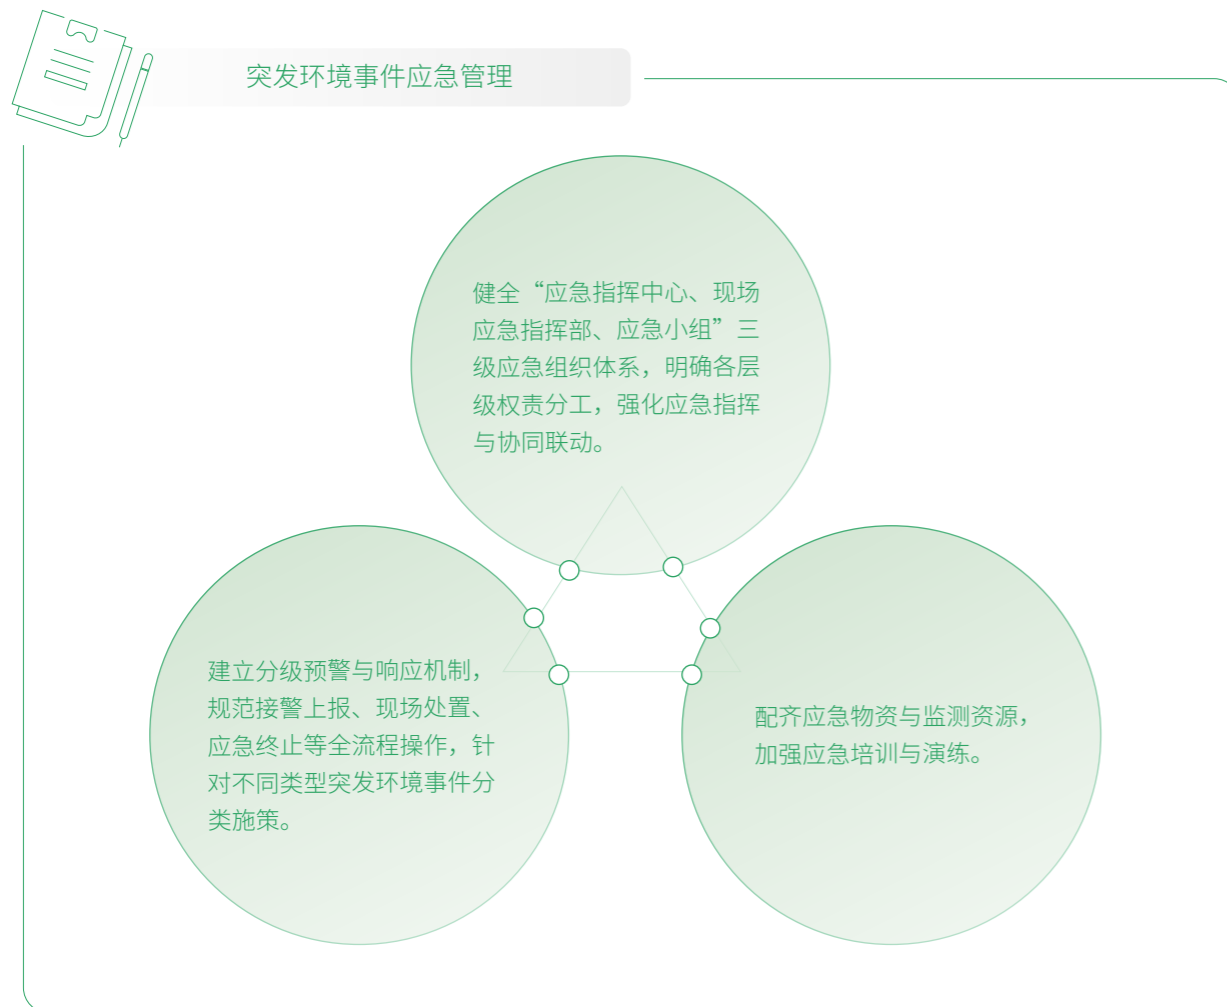 突发环境事件应急管理
健全“应急指挥中心、现场
应急指挥部、应急小组”三
级应急组织体系，明确各层
级权责分工，强化应急指挥
与协同联动。
建立分级预警与响应机制，
规范接警上报、现场处置、
应急终止等全流程操作，针
对不同类型突发环境事件分
类施策。
配齐应急物资与监测资源，
加强应急培训与演练。